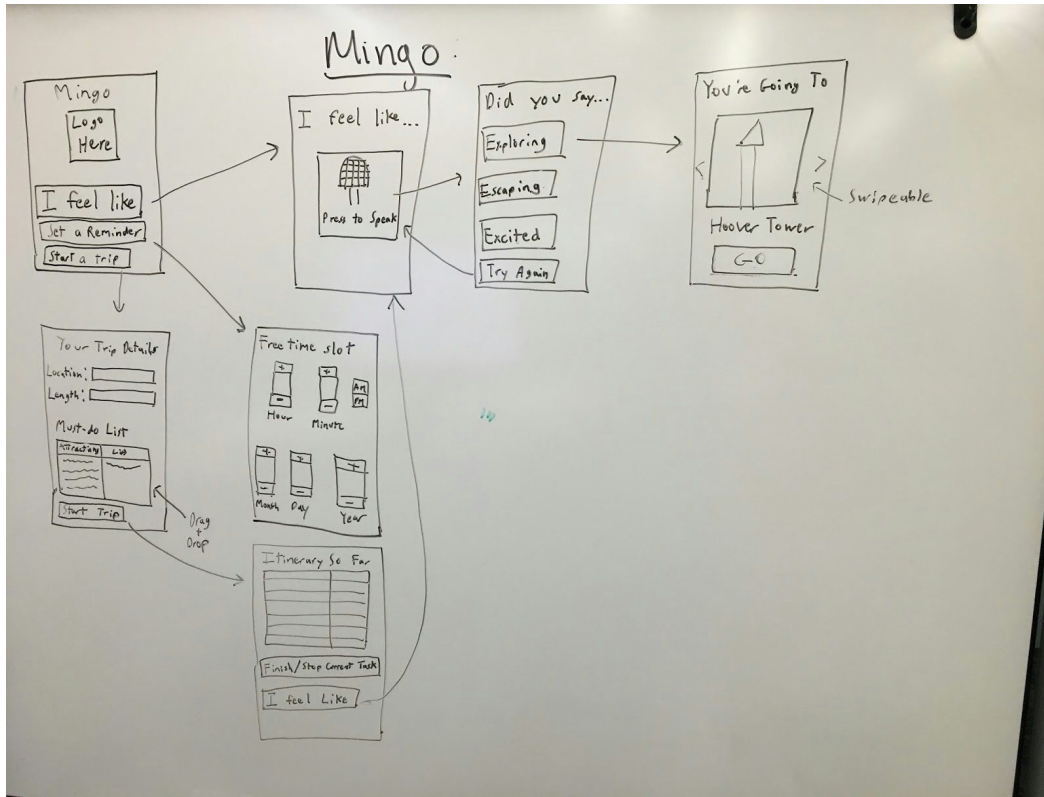 Mingo.
Mingo
Logo
Here
I feel like
Set a Reminder
Start a trip
I feel like...
Press to Speak
Did you say...
Exploring
Escaping
Excited
Try Again
You're Going To
<
>
Swipeable
Hoover Tower
GO
Your Trip Details
Location:
Length:
Must-do List
Attractions
List
Start Trip
Drag
+
Drop
Free time slot
+
+
AM
-
-
PM
Hour
Minute
+
+
+
-
-
-
Month
Day
Year
Itinerary So Far
Finish/Stop Current Task
I feel Like